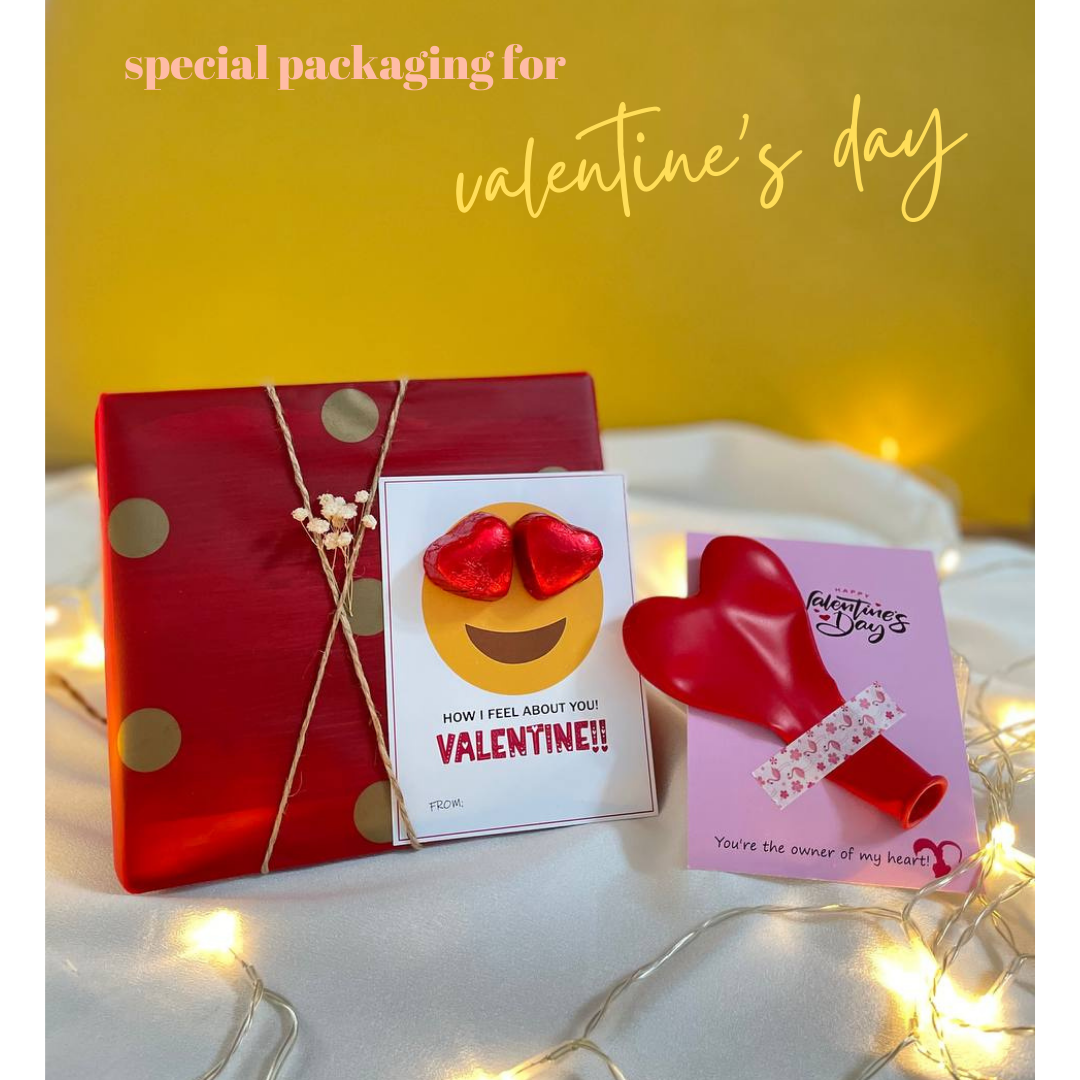 special packaging for
valentine's day
HAPPY
Valentine's
Day
HOW I FEEL ABOUT YOU!
VALENTINE!!
FROM:
You're the owner of my heart!